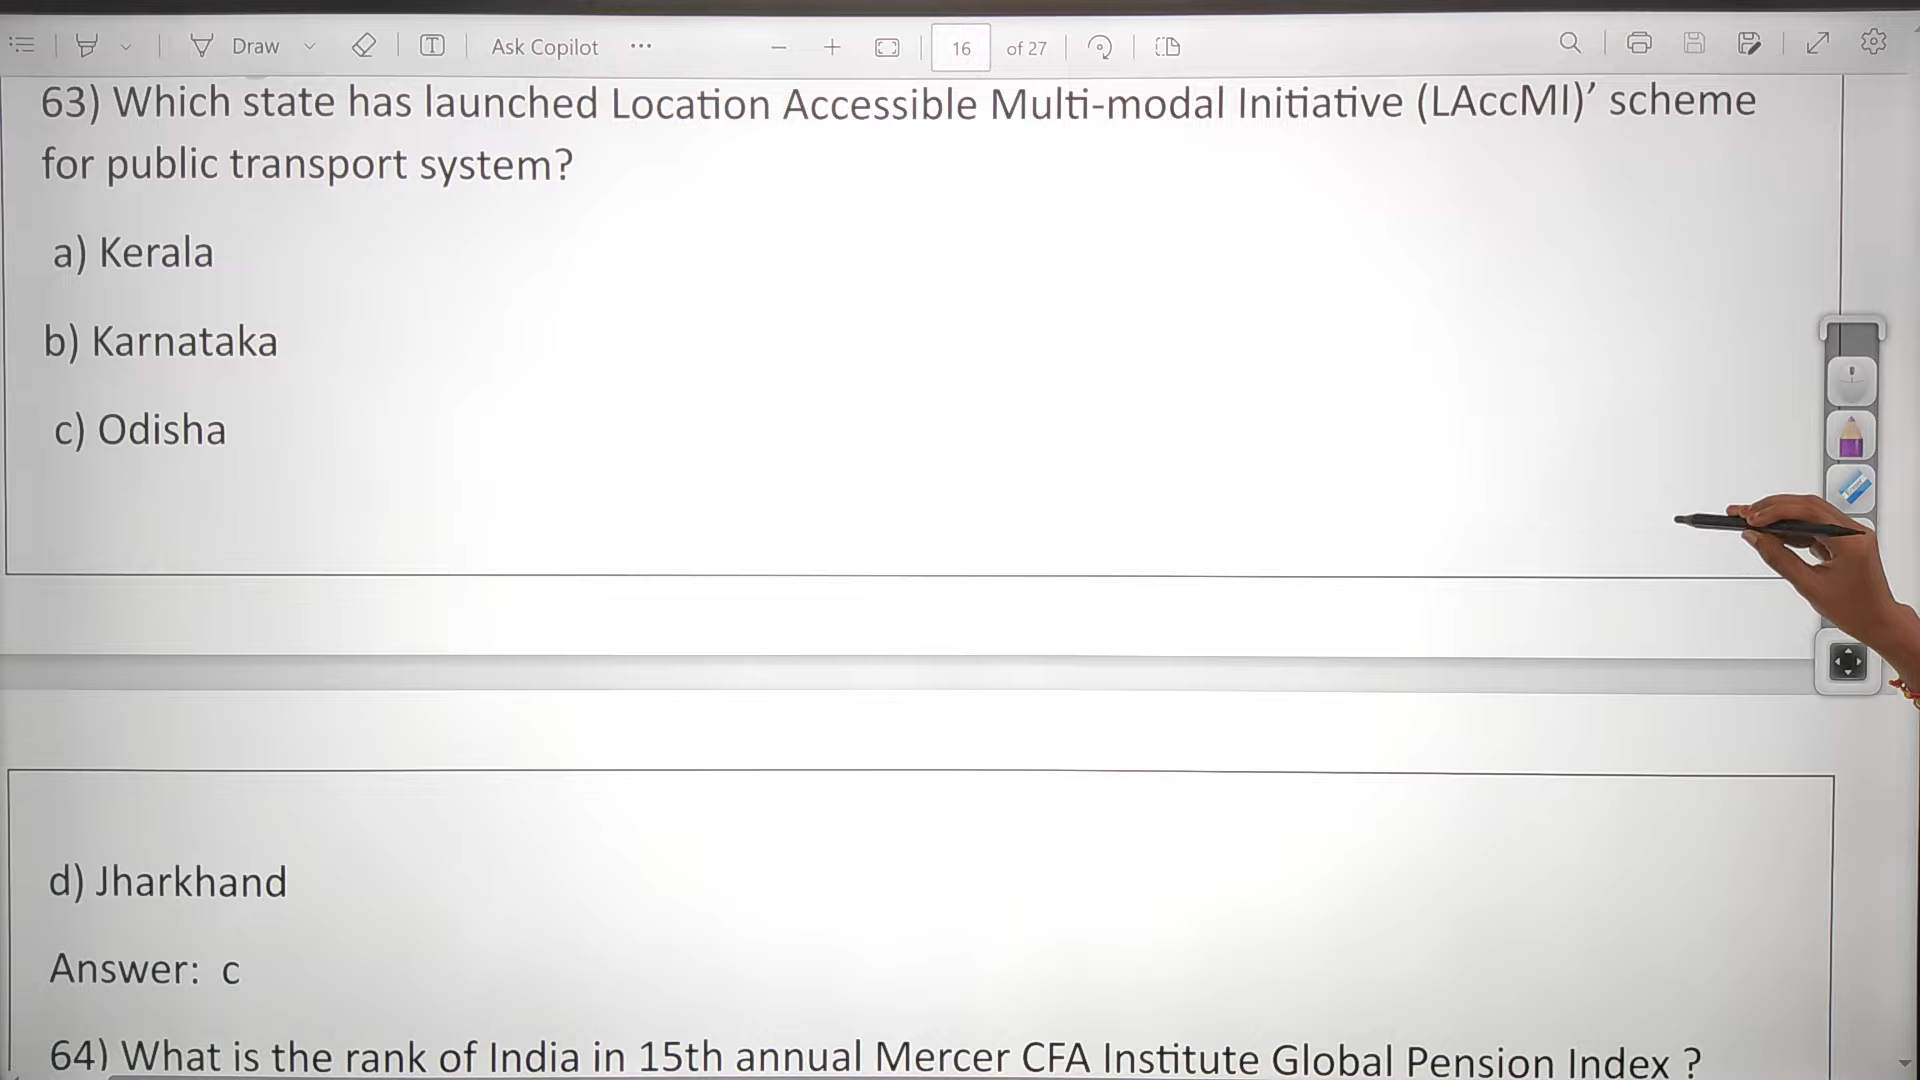 Draw
T
Ask Copilot
16
of 27
63) Which state has launched Location Accessible Multi-modal Initiative (LAccMI)’ scheme
for public transport system?
a) Kerala
b) Karnataka
c) Odisha
d) Jharkhand
Answer: c
64) What is the rank of India in 15th annual Mercer CFA Institute Global Pension Index ?